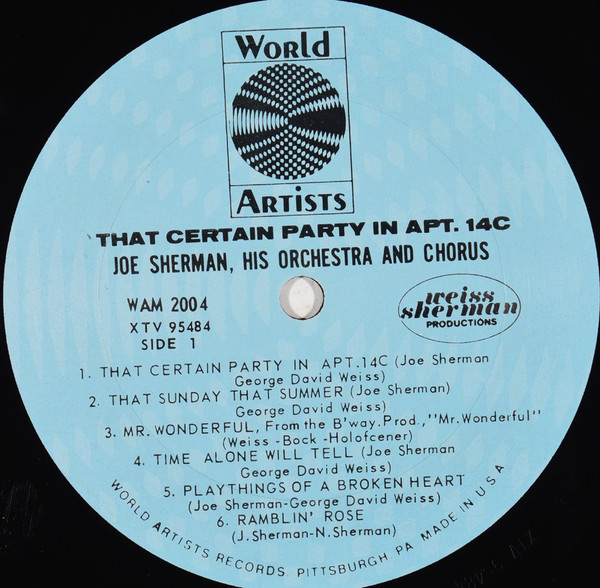 World
Artists
THAT CERTAIN PARTY IN APT. 14C
JOE SHERMAN, HIS ORCHESTRA AND CHORUS
WAM 2004
XTV 95484
SIDE 1
weiss
sherman
PRODUCTIONS
1. THAT CERTAIN PARTY IN APT.14C (Joe Sherman
George David Weiss)
2. THAT SUNDAY THAT SUMMER (Joe Sherman)
George David Weiss)
3. MR. WONDERFUL, From the B'way. Prod.,"Mr. Wonderful"
(Weiss -Bock -Holofcener)
4. TIME ALONE WILL TELL (Joe Sherman
George David Weiss)
5. PLAYTHINGS OF A BROKEN HEART
(Joe Sherman-George David Weiss)
6. RAMBLIN' ROSE
(J.Sherman-N.Sherman)
WORLD ARTISTS RECORDS, PITTSBURGH, PA. MADE IN U.S.A